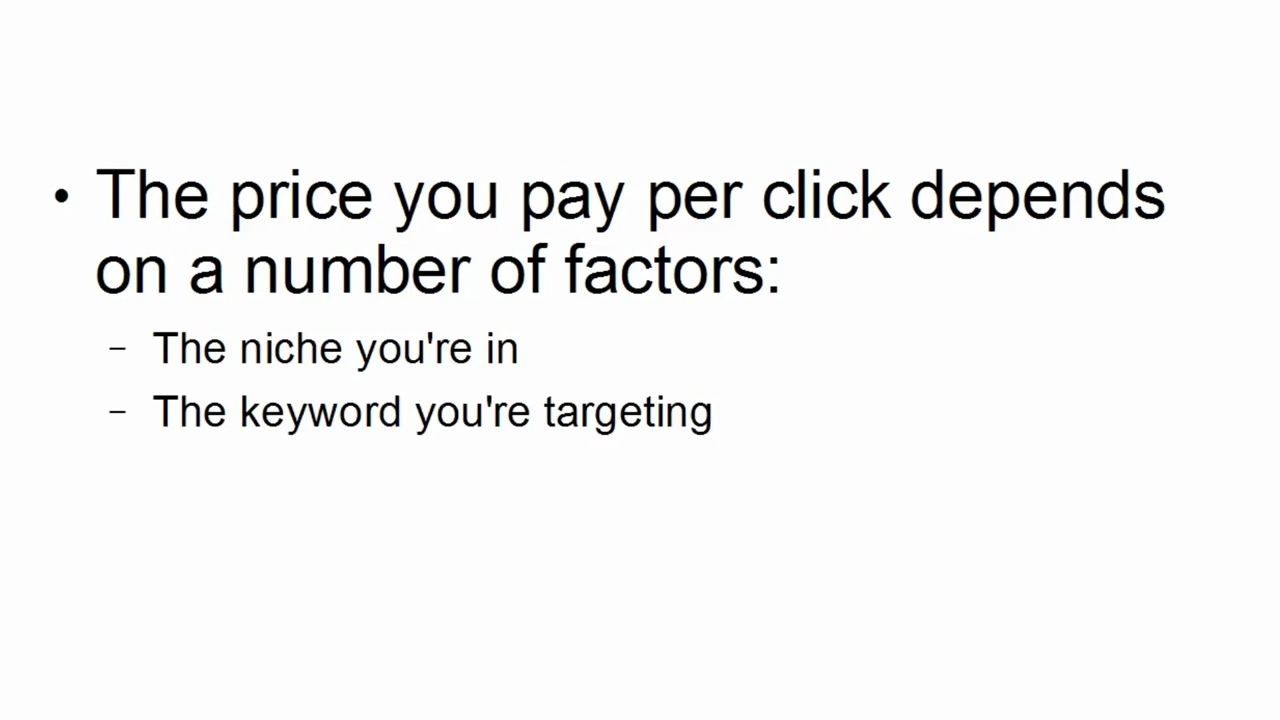 • The price you pay per click depends
on a number of factors:
– The niche you're in
– The keyword you're targeting